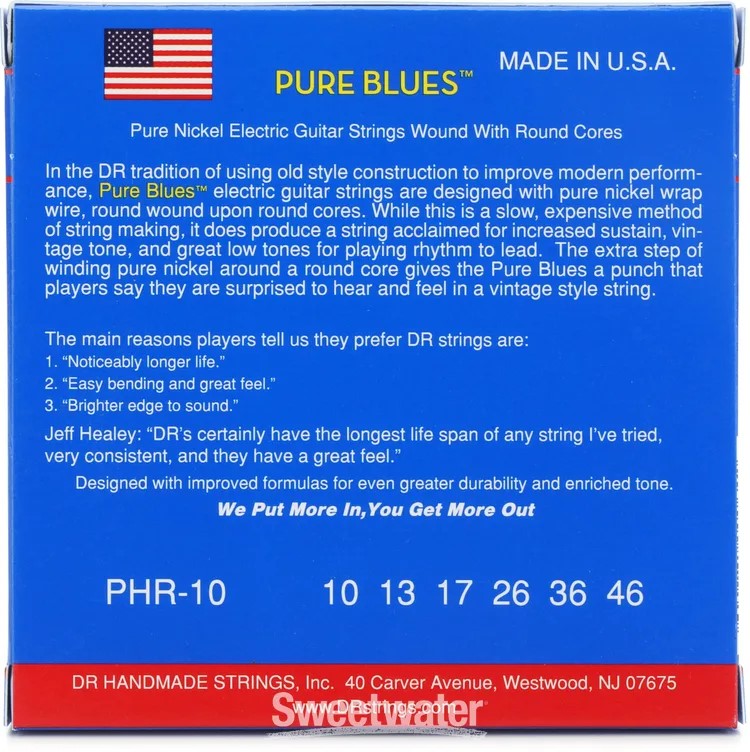 PURE BLUES™
MADE IN U.S.A.
Pure Nickel Electric Guitar Strings Wound With Round Cores
In the DR tradition of using old style construction to improve modern perform-
ance, Pure Blues™ electric guitar strings are designed with pure nickel wrap
wire, round wound upon round cores. While this is a slow, expensive method
of string making, it does produce a string acclaimed for increased sustain, vin-
tage tone, and great low tones for playing rhythm to lead. The extra step of
winding pure nickel around a round core gives the Pure Blues a punch that
players say they are surprised to hear and feel in a vintage style string.
The main reasons players tell us they prefer DR strings are:
1. “Noticeably longer life.”
2. “Easy bending and great feel.”
3. “Brighter edge to sound.”
Jeff Healey: “DR’s certainly have the longest life span of any string I’ve tried,
very consistent, and they have a great feel.”
Designed with improved formulas for even greater durability and enriched tone.
We Put More In,You Get More Out
PHR-10 10 13 17 26 36 46
DR HANDMADE STRINGS, Inc. 40 Carver Avenue, Westwood, NJ 07675
www.DRstrings.com
Sweetwater®